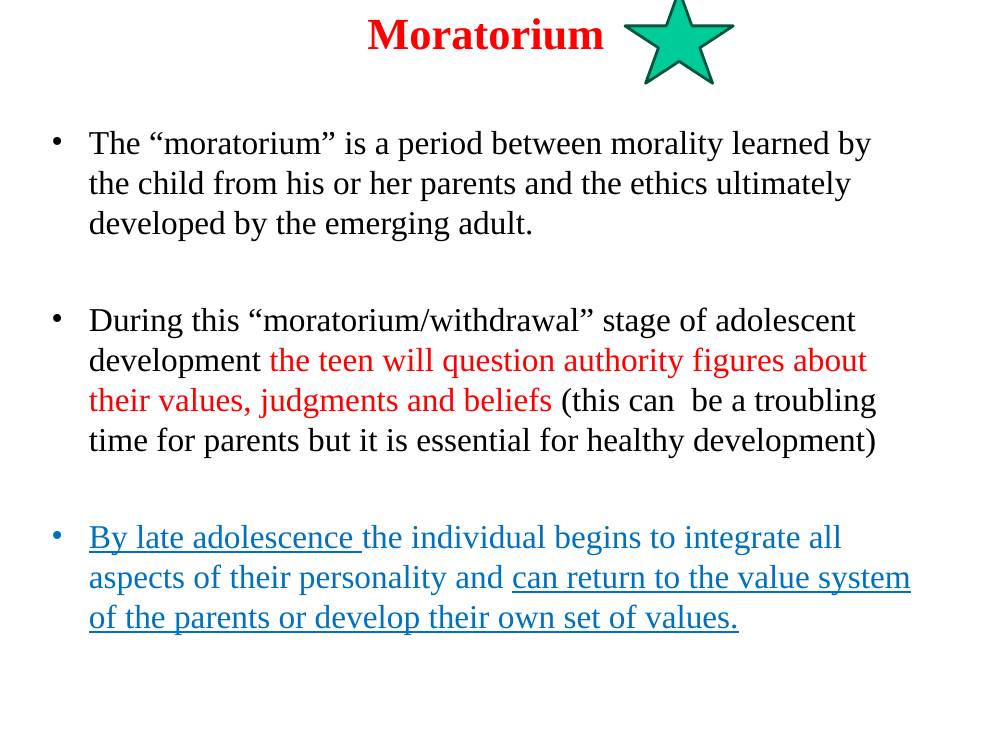 Moratorium
• The “moratorium” is a period between morality learned by
the child from his or her parents and the ethics ultimately
developed by the emerging adult.
• During this “moratorium/withdrawal” stage of adolescent
development the teen will question authority figures about
their values, judgments and beliefs (this can  be a troubling
time for parents but it is essential for healthy development)
• By late adolescence the individual begins to integrate all
aspects of their personality and can return to the value system
of the parents or develop their own set of values.